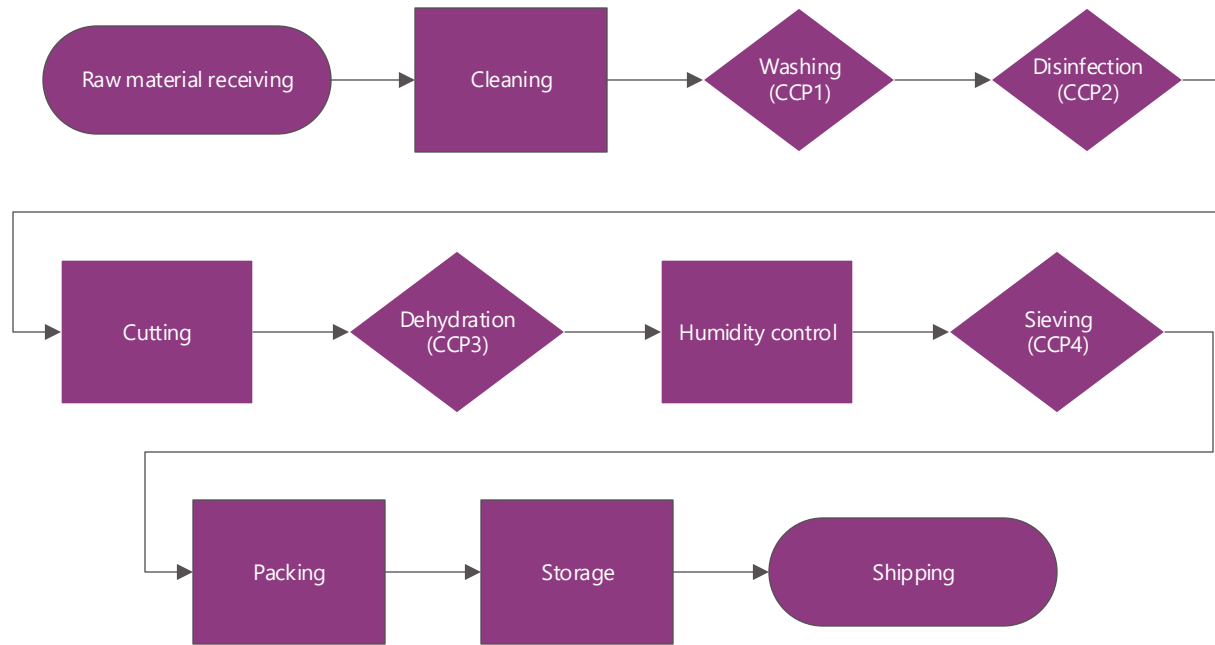 Raw material receiving
Cleaning
Washing
(CCP1)
Disinfection
(CCP2)
Cutting
Dehydration
(CCP3)
Humidity control
Sieving
(CCP4)
Packing
Storage
Shipping